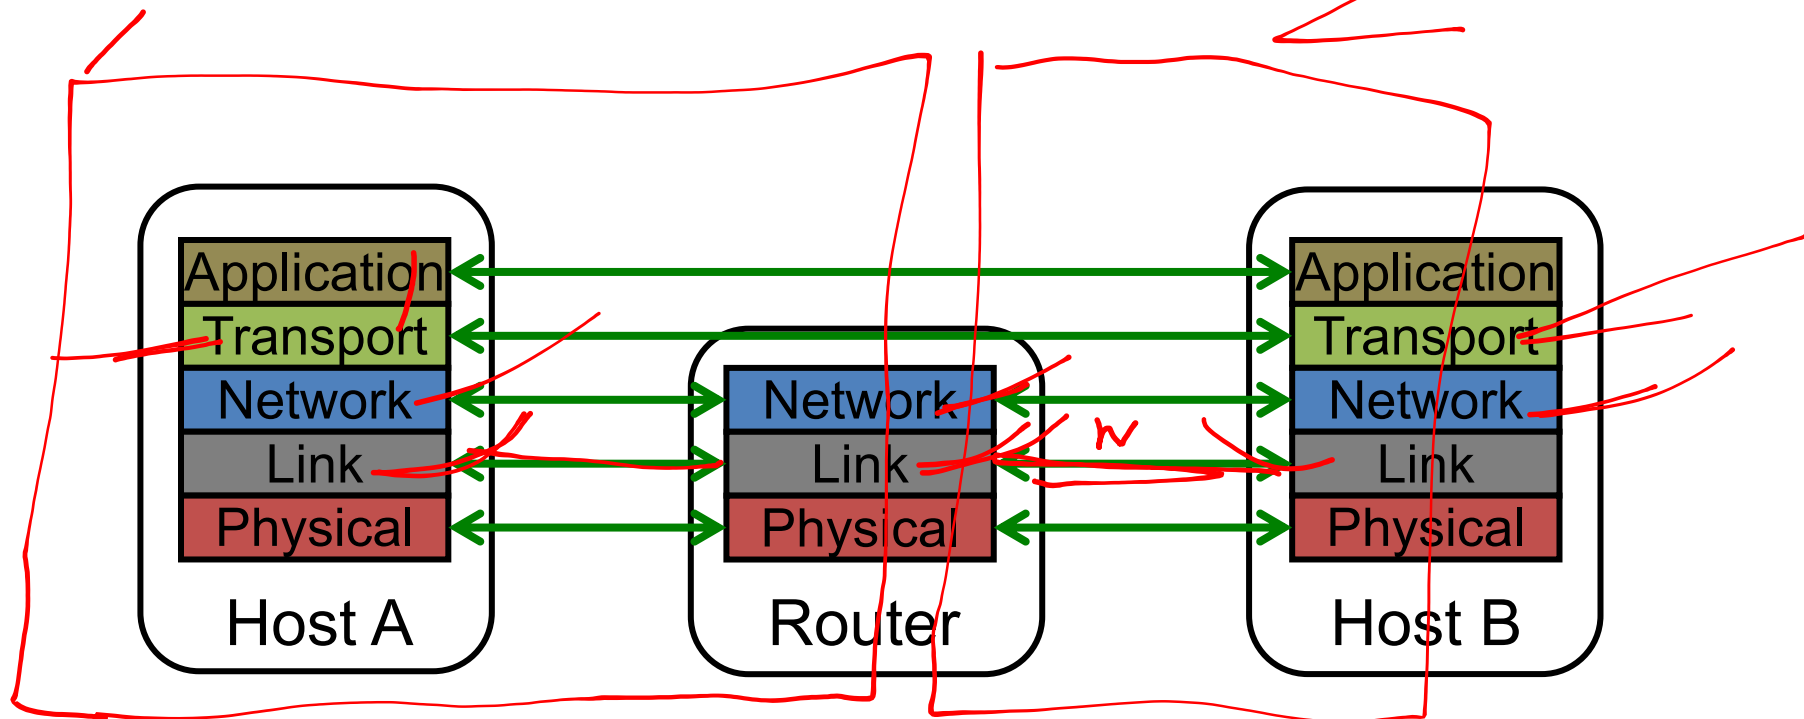 Application Application
Transport Transport
Network Network Network
Link Link Link
Physical Physical Physical
Host A Router Host B